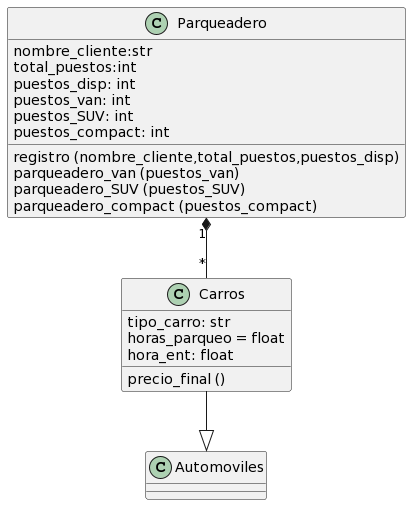 C Parqueadero
nombre_cliente:str
total_puestos:int
puestos_disp: int
puestos_van: int
puestos_SUV: int
puestos_compact: int
registro (nombre_cliente,total_puestos,puestos_disp)
parqueadero_van (puestos_van)
parqueadero_SUV (puestos_SUV)
parqueadero_compact (puestos_compact)
1
*
C Carros
tipo_carro: str
horas_parqueo = float
hora_ent: float
precio_final ()
C Automoviles